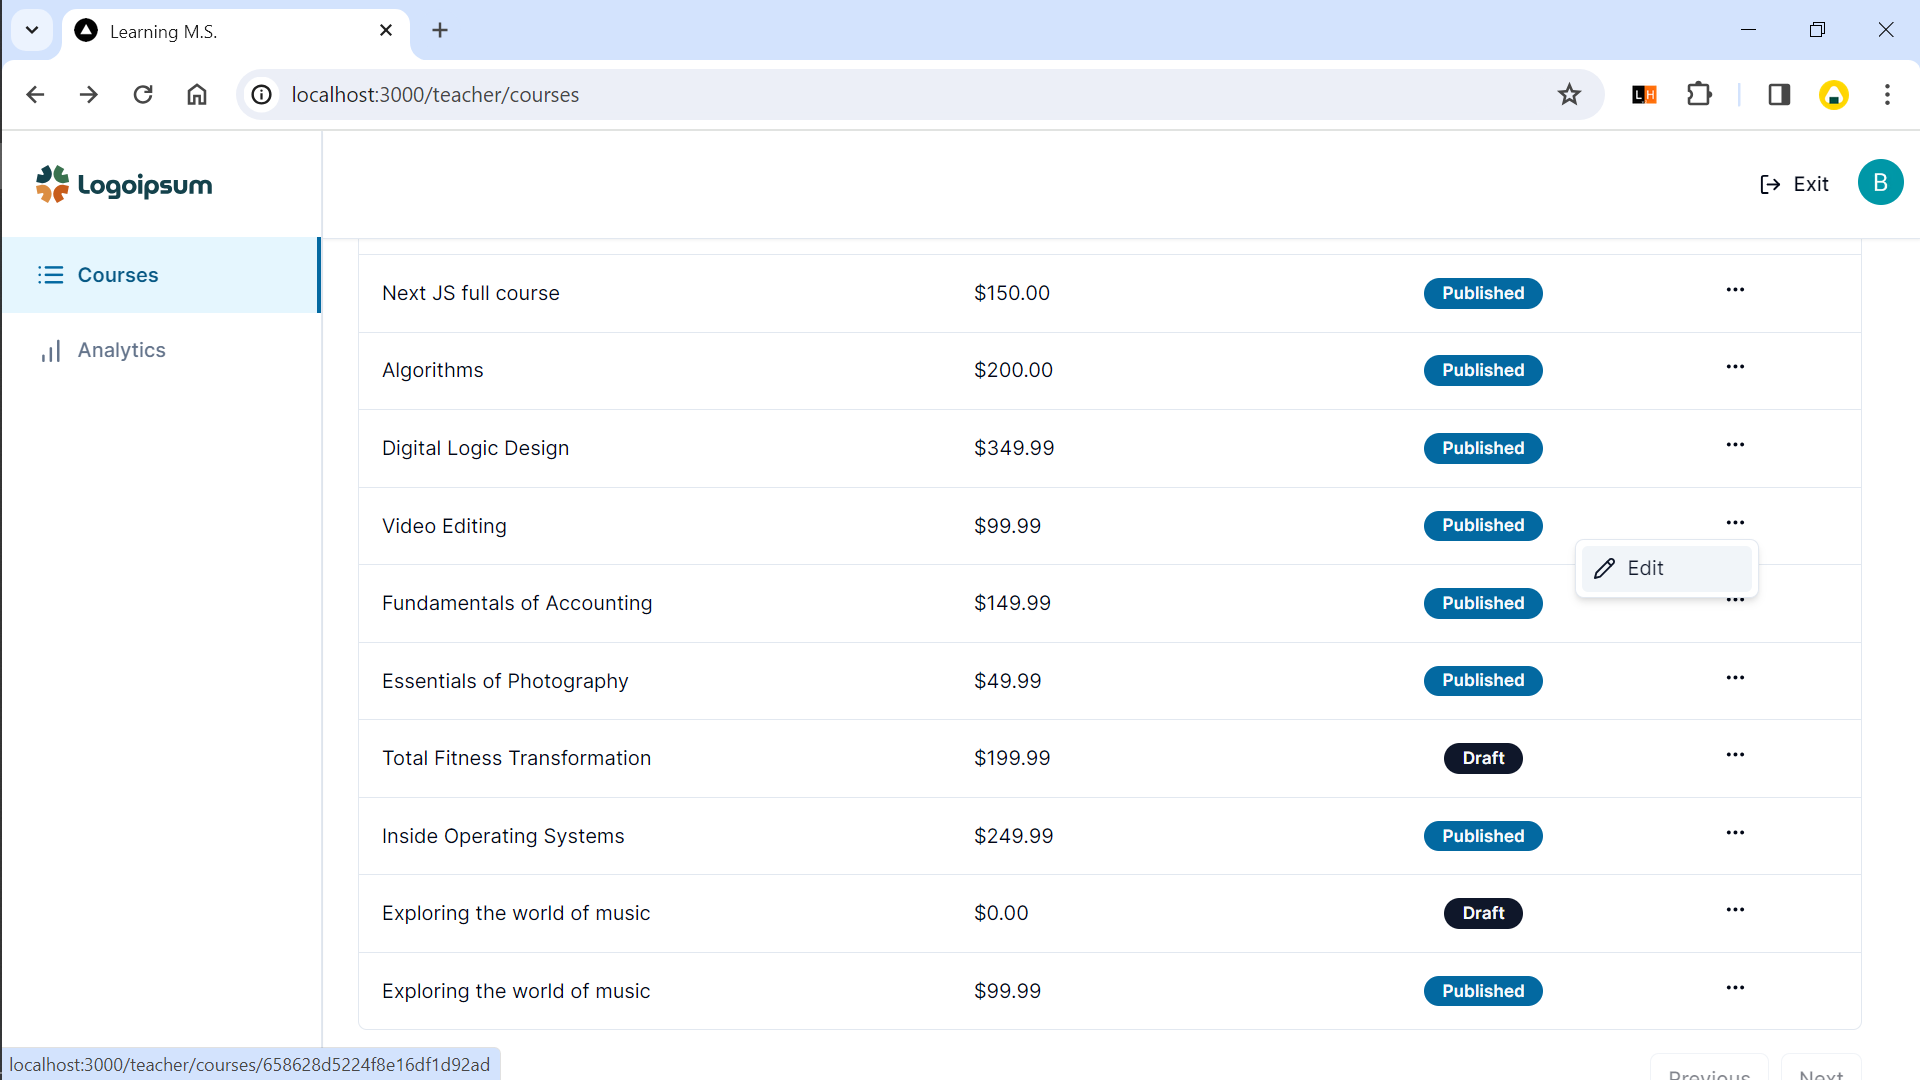 Learning M.S.
localhost:3000/teacher/courses
LH
Logoipsum
Exit
B
Courses
Analytics
Next JS full course $150.00 Published
Algorithms $200.00 Published
Digital Logic Design $349.99 Published
Video Editing $99.99 Published
Edit
Fundamentals of Accounting $149.99 Published
Essentials of Photography $49.99 Published
Total Fitness Transformation $199.99 Draft
Inside Operating Systems $249.99 Published
Exploring the world of music $0.00 Draft
Exploring the world of music $99.99 Published
localhost:3000/teacher/courses/658628d5224f8e16df1d92ad
Previous Next